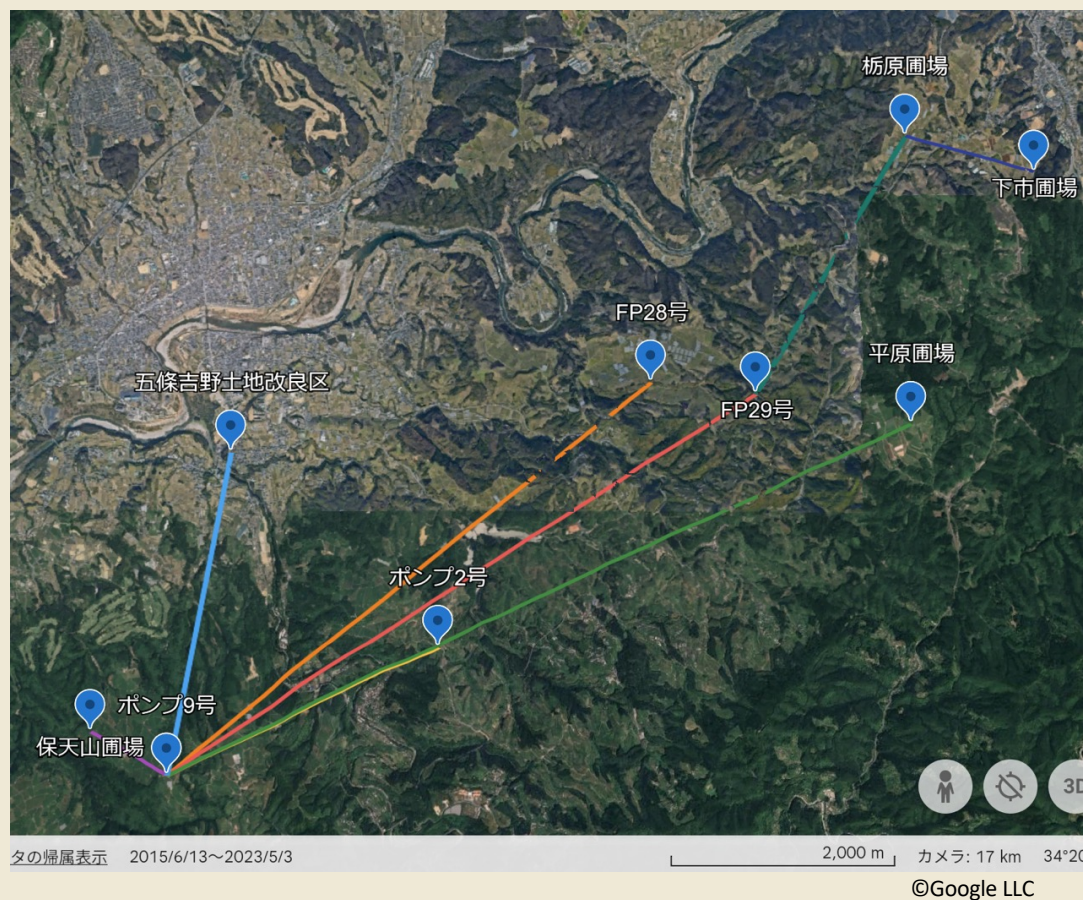 栃原圃場
下市圃場
FP28号
平原圃場
五條吉野土地改良区
FP29号
ポンプ2号
ポンプ9号
保天山圃場
3D
タの帰属表示 2015/6/13～2023/5/3 2,000 m カメラ: 17 km 34°20
©Google LLC